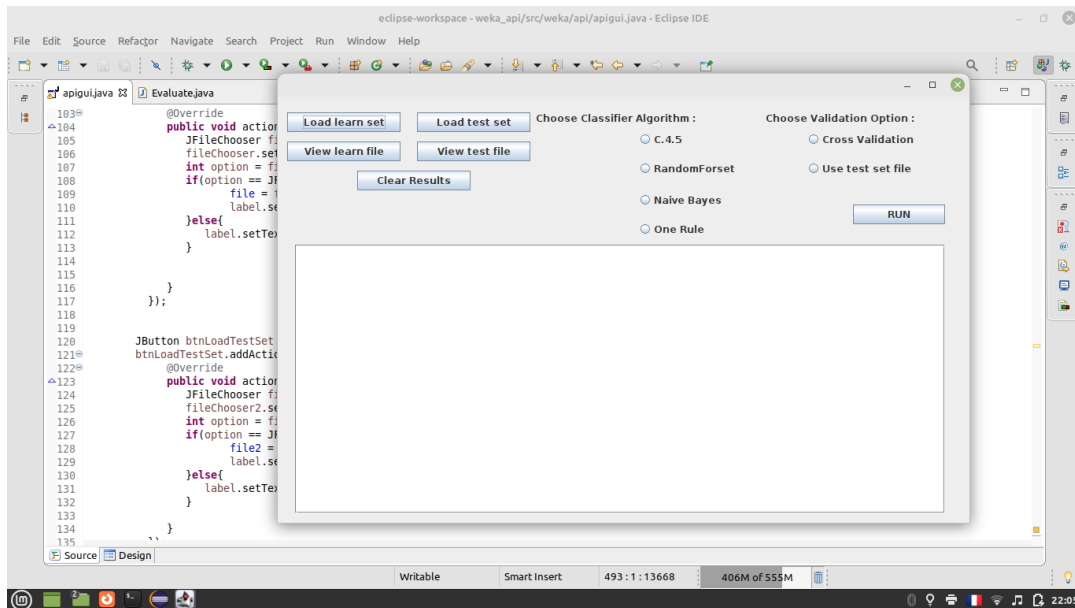 eclipse-workspace - weka_api/src/weka/api/apigui.java - Eclipse IDE
File Edit Source Refactor Navigate Search Project Run Window Help
apigui.java Evaluate.java
103 @Override
104 public void action
105 JFileChooser fi
106 fileChooser.set
107 int option = fi
108 if(option == JF
109 file = f
110 label.se
111 }else{
112 label.setTex
113 }
114
115
116 }
117 });
118
119
120 JButton btnLoadTestSet
121 btnLoadTestSet.addActio
122 @Override
123 public void action
124 JFileChooser fi
125 fileChooser2.se
126 int option = fi
127 if(option == JF
128 file2 =
129 label.se
130 }else{
131 label.setTex
132 }
133
134 }
135 });
Load learn set Load test set Choose Classifier Algorithm : Choose Validation Option :
C.4.5 Cross Validation
View learn file View test file
RandomForset Use test set file
Clear Results
Naive Bayes
RUN
One Rule
Source Design
Writable Smart Insert 493 : 1 : 13668 406M of 555M
22:05